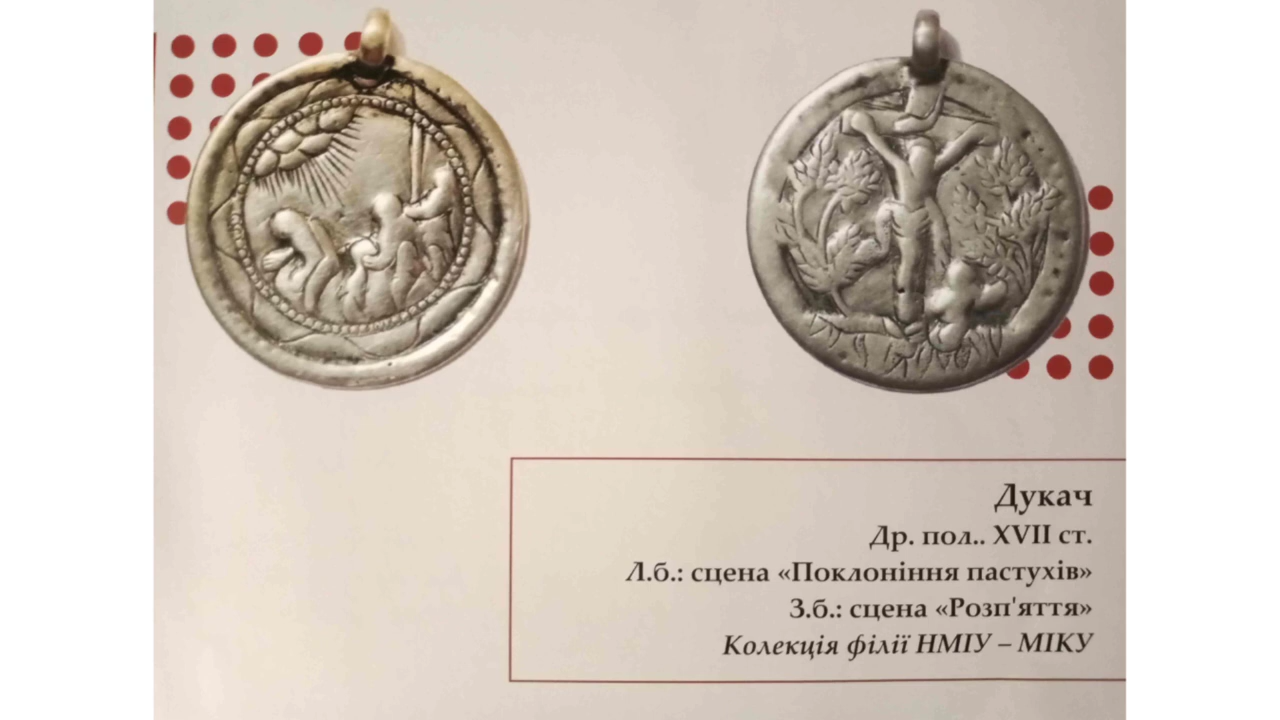 Дукач
Др. пол.. XVII ст.
Л.б.: сцена «Поклоніння пастухів»
З.б.: сцена «Розп'яття»
Колекція філії НМІУ – МІКУ